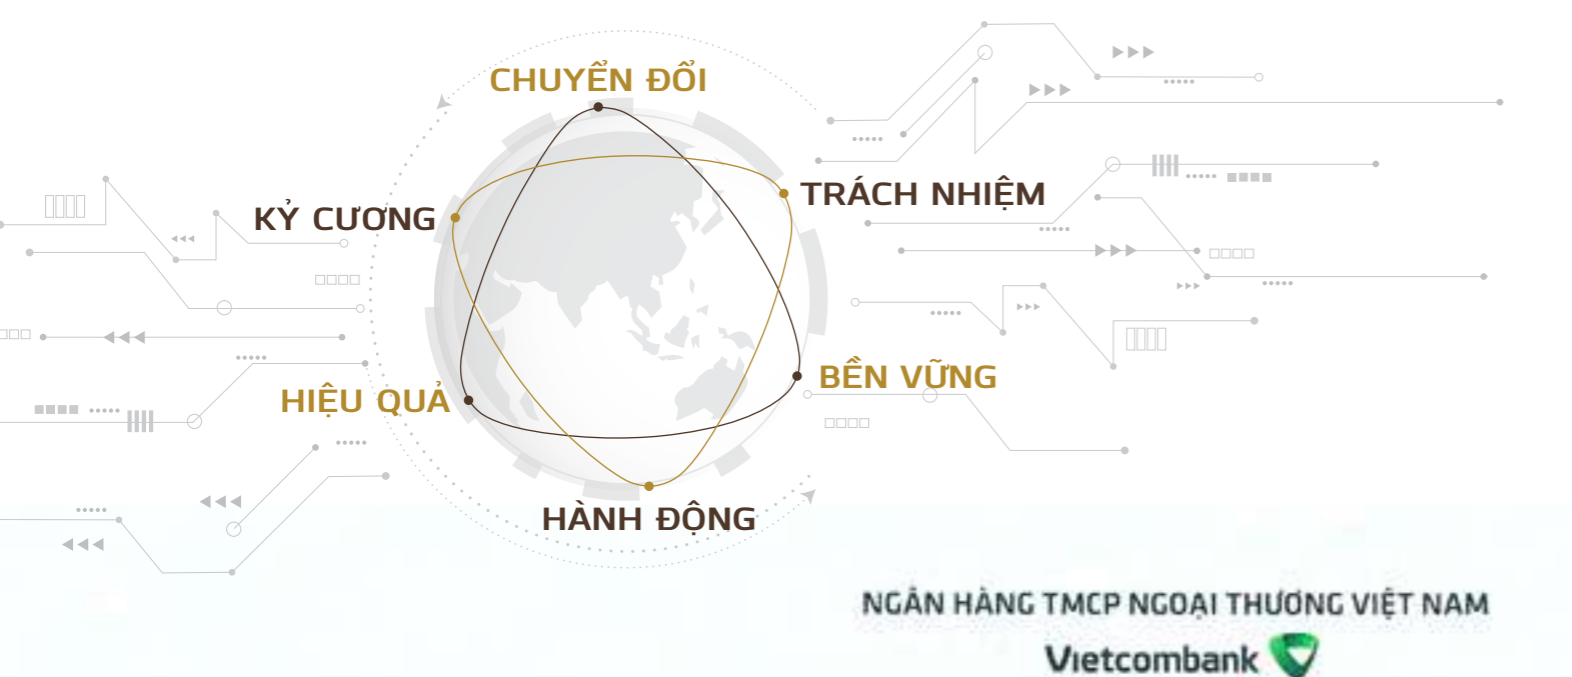 CHUYỂN ĐỔI
TRÁCH NHIỆM
KỶ CƯƠNG
BỀN VỮNG
HIỆU QUẢ
HÀNH ĐỘNG
NGÂN HÀNG TMCP NGOẠI THƯƠNG VIỆT NAM
Vietcombank